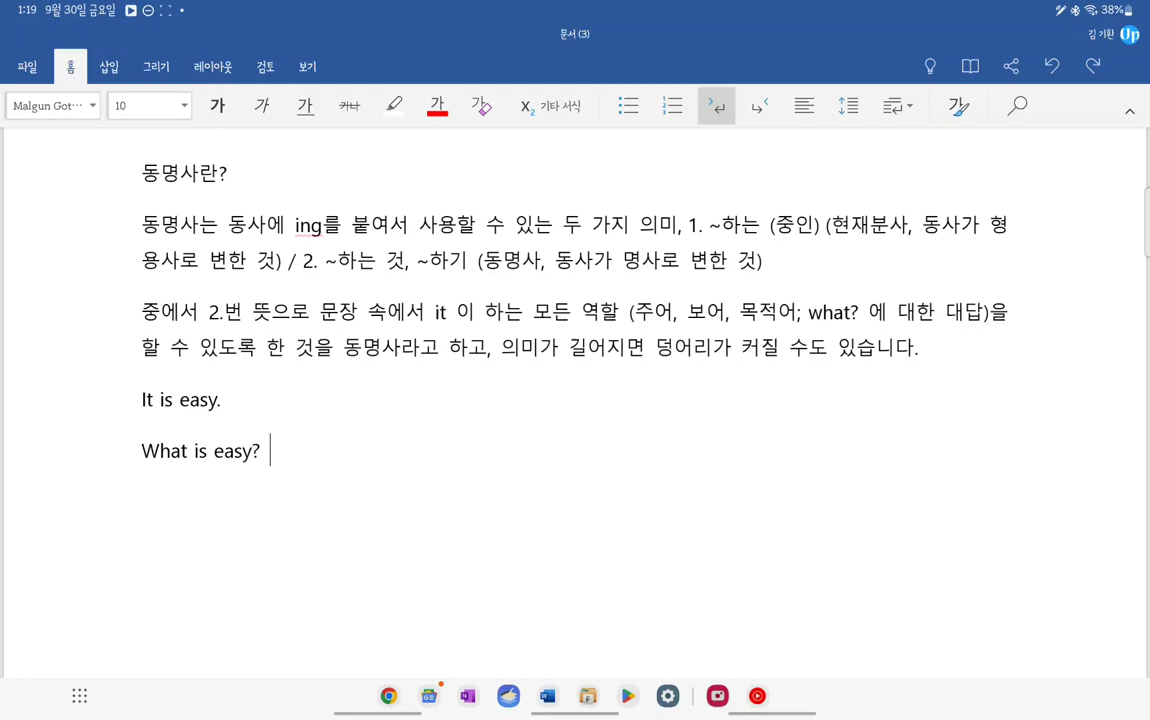 1:19 9월 30일 금요일
38%
문서 (3)
김 기환 Up
파일 홈 삽입 그리기 레이아웃 검토 보기
Malgun Got··· 10 가 가 가 가나 가 가 X₂ 기타 서식 가
동명사란?
동명사는 동사에 ing를 붙여서 사용할 수 있는 두 가지 의미, 1. ~하는 (중인) (현재분사, 동사가 형
용사로 변한 것) / 2. ~하는 것, ~하기 (동명사, 동사가 명사로 변한 것)
중에서 2.번 뜻으로 문장 속에서 it 이 하는 모든 역할 (주어, 보어, 목적어; what? 에 대한 대답)을
할 수 있도록 한 것을 동명사라고 하고, 의미가 길어지면 덩어리가 커질 수도 있습니다.
It is easy.
What is easy?